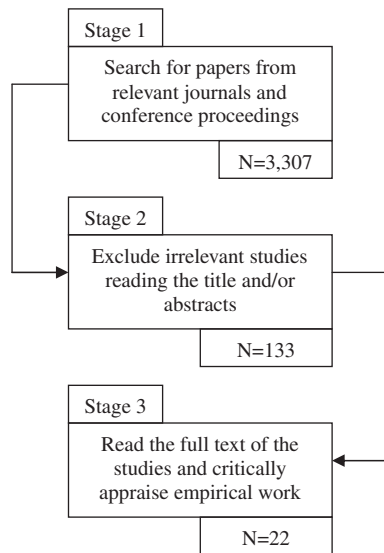 Stage 1
Search for papers from
relevant journals and
conference proceedings
N=3,307
Stage 2
Exclude irrelevant studies
reading the title and/or
abstracts
N=133
Stage 3
Read the full text of the
studies and critically
appraise empirical work
N=22